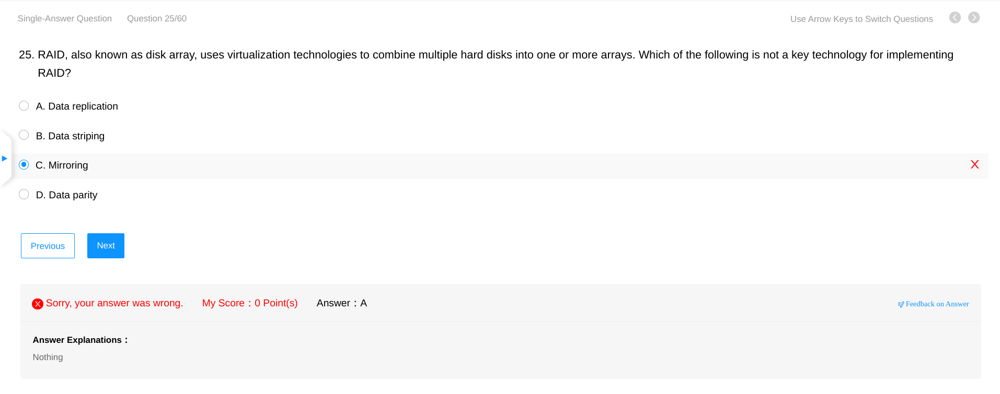 Single-Answer Question Question 25/60 Use Arrow Keys to Switch Questions
25. RAID, also known as disk array, uses virtualization technologies to combine multiple hard disks into one or more arrays. Which of the following is not a key technology for implementing
RAID?
A. Data replication
B. Data striping
C. Mirroring
D. Data parity
Previous Next
Sorry, your answer was wrong. My Score：0 Point(s) Answer：A Feedback on Answer
Answer Explanations：
Nothing